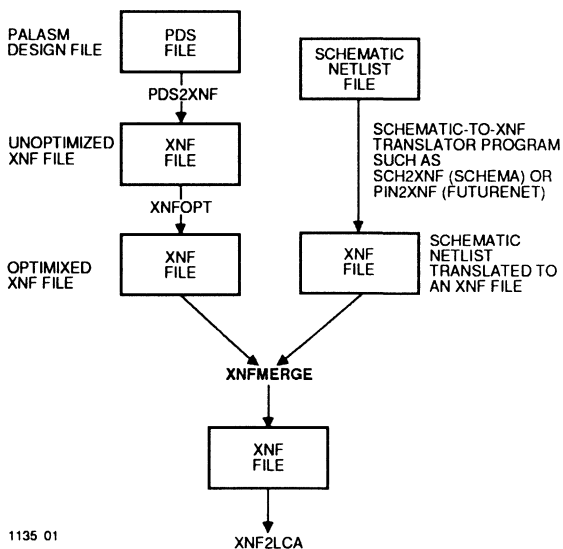 PALASM
DESIGN FILE
PDS
FILE
SCHEMATIC
NETLIST
FILE
PDS2XNF
UNOPTIMIZED
XNF FILE
XNF
FILE
SCHEMATIC-TO-XNF
TRANSLATOR PROGRAM
SUCH AS
SCH2XNF (SCHEMA) OR
PIN2XNF (FUTURENET)
XNFOPT
OPTIMIXED
XNF FILE
XNF
FILE
XNF
FILE
SCHEMATIC
NETLIST
TRANSLATED TO
AN XNF FILE
XNFMERGE
XNF
FILE
1135 01
XNF2LCA